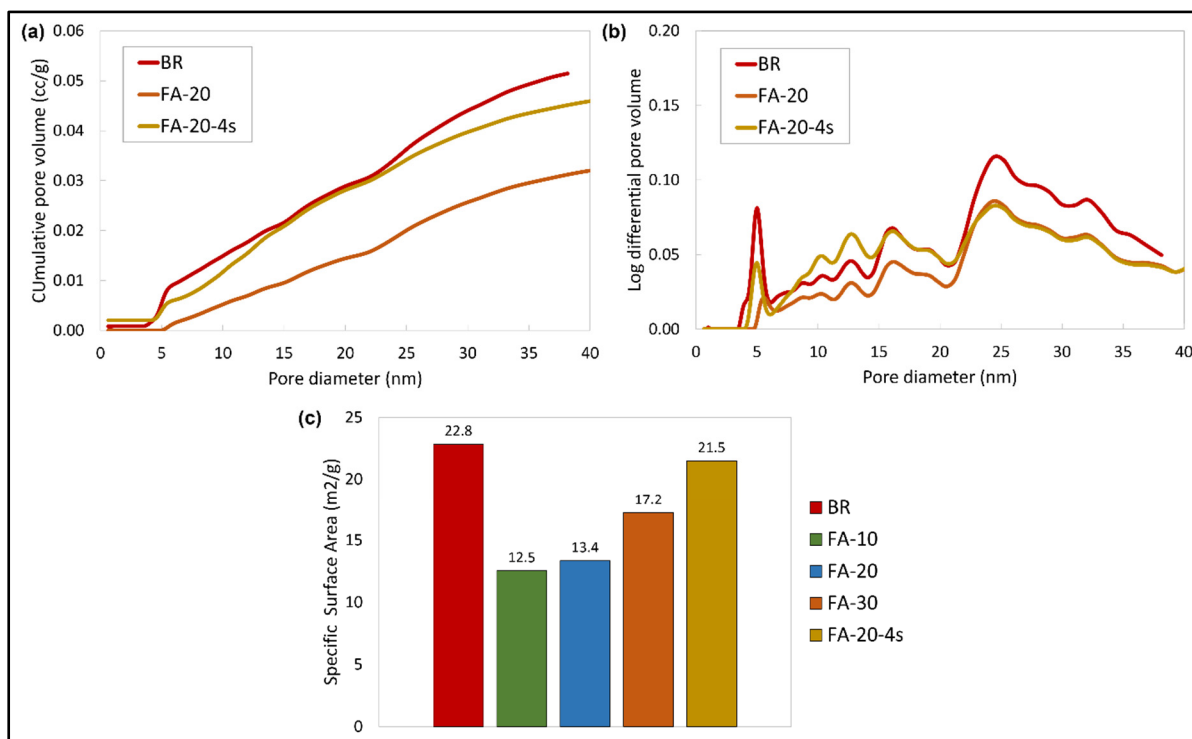 (a)
CUmulative pore volume (cc/g)
0.06
0.05
0.04
0.03
0.02
0.01
0.00
BR
FA-20
FA-20-4s
0 5 10 15 20 25 30 35 40
Pore diameter (nm)
(b)
Log differential pore volume
0.20
0.15
0.10
0.05
0.00
BR
FA-20
FA-20-4s
0 5 10 15 20 25 30 35 40
Pore diameter (nm)
(c)
Specific Surface Area (m2/g)
25
20
15
10
5
0
22.8
12.5
13.4
17.2
21.5
BR
FA-10
FA-20
FA-30
FA-20-4s